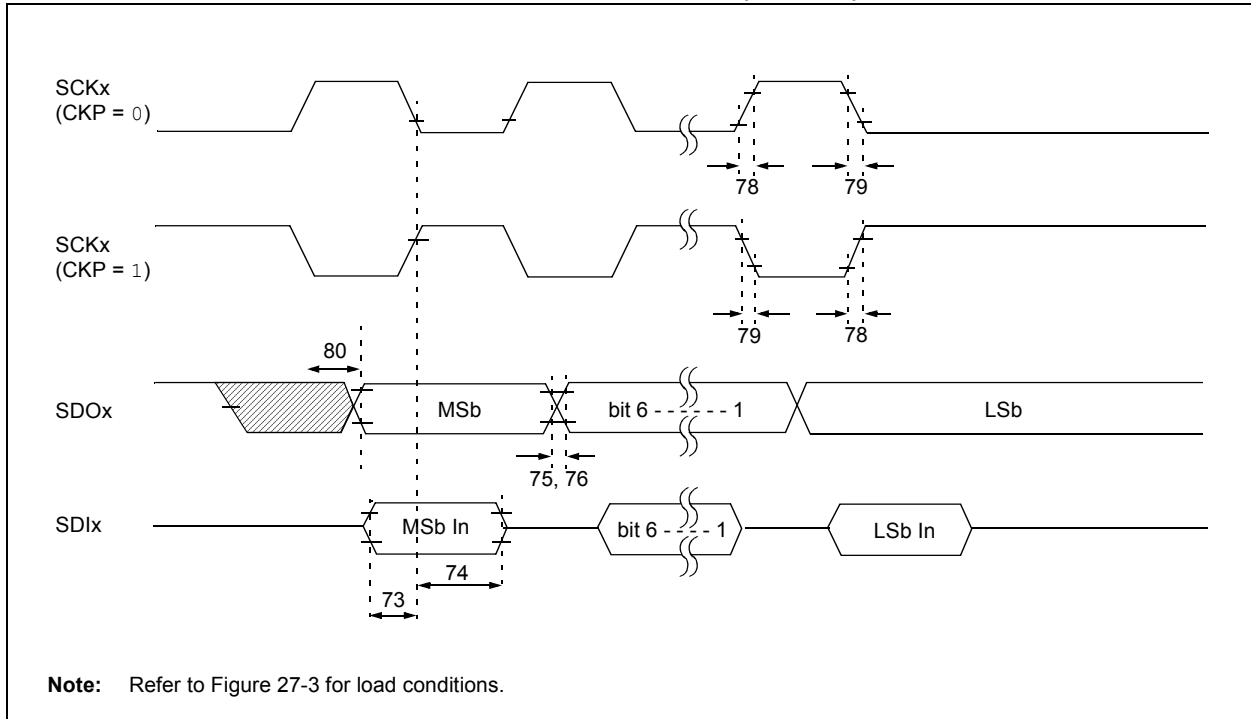 SCKx
(CKP = 0)
78
79
SCKx
(CKP = 1)
79
78
80
SDOx
MSb
bit 6 - - - - - - 1
LSb
75, 76
SDIx
MSb In
bit 6 - - - - 1
LSb In
74
73
Note: Refer to Figure 27-3 for load conditions.